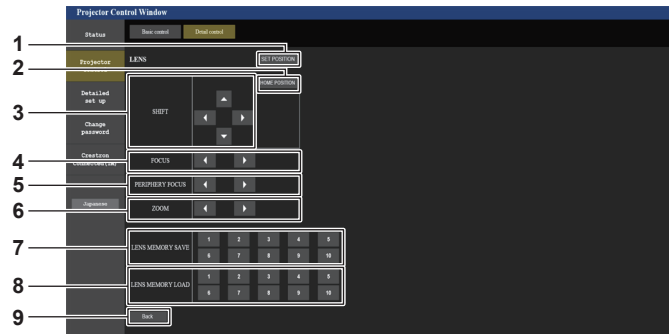 Projector Control Window
Status
Basic control
Detail control
1
2
3
4
5
6
7
8
9
Projector
LENS
SET POSITION
HOME POSITION
Detailed
set up
SHIFT
Change
password
Crestron
FOCUS
PERIPHERY FOCUS
Japanese
ZOOM
LENS MEMORY SAVE
1 2 3 4 5
6 7 8 9 10
LENS MEMORY LOAD
1 2 3 4 5
6 7 8 9 10
Back